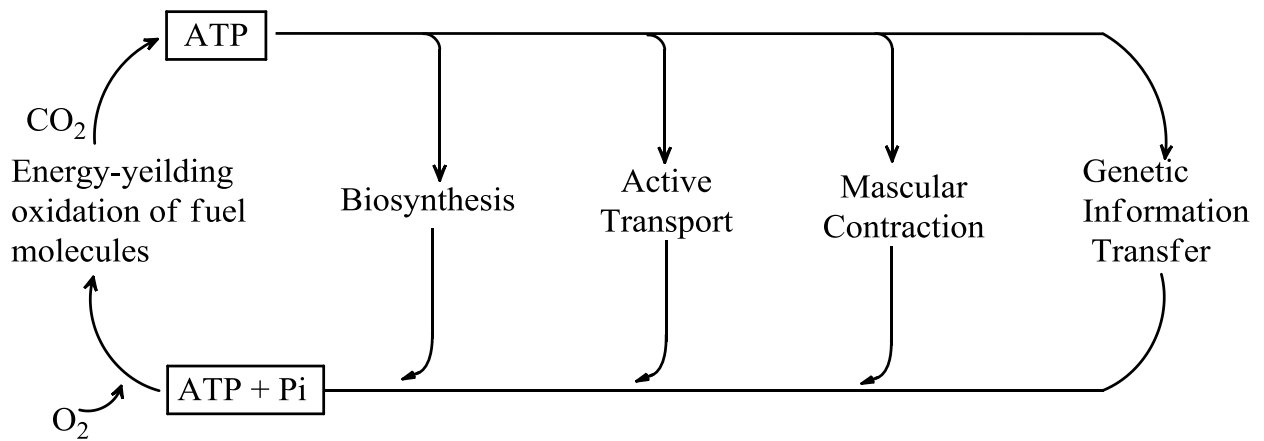 ATP
CO₂
Energy-yeilding
oxidation of fuel
molecules
Biosynthesis
Active
Transport
Mascular
Contraction
Genetic
Information
Transfer
ATP + Pi
O₂